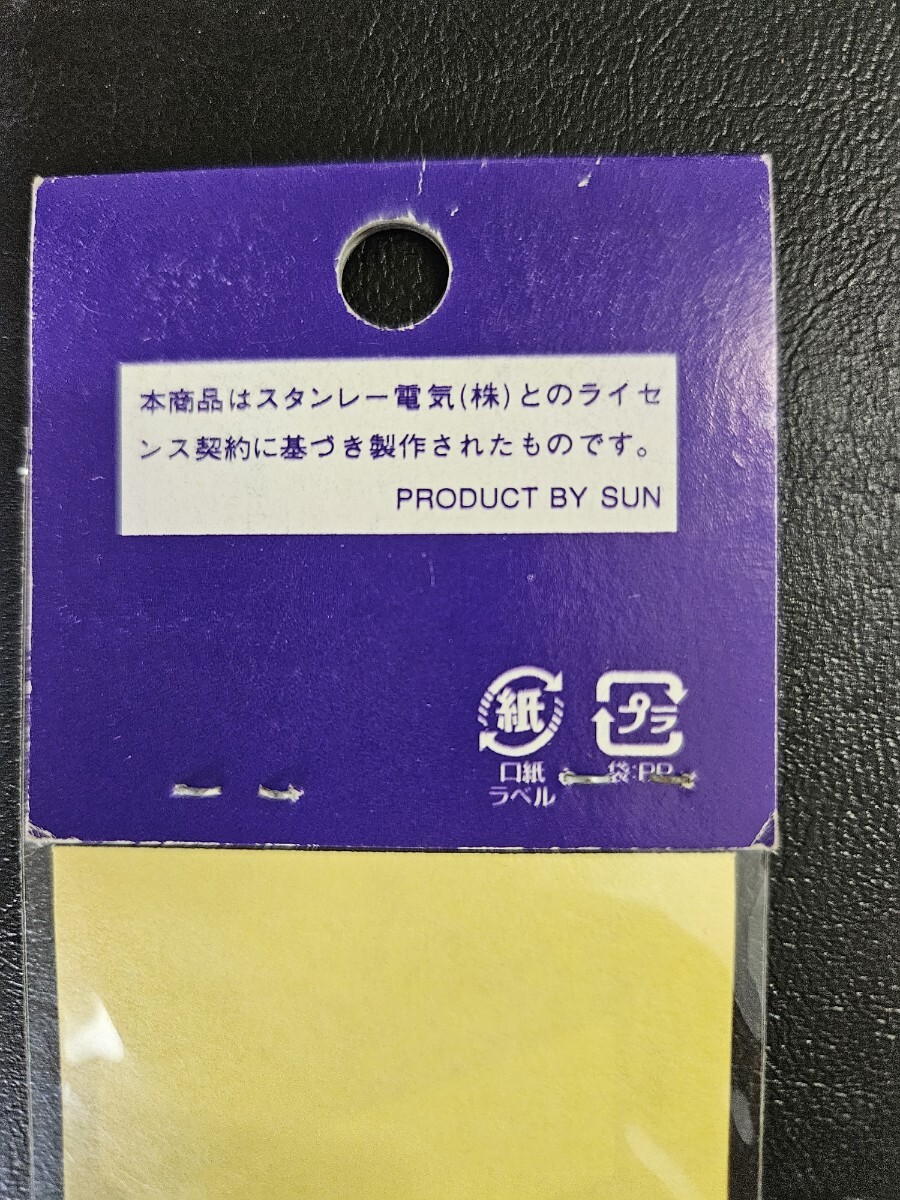 本商品はスタンレー電気(株)とのライセ
ンス契約に基づき製作されたものです。
PRODUCT BY SUN
紙 プラ
口紙 袋:PP
ラベル